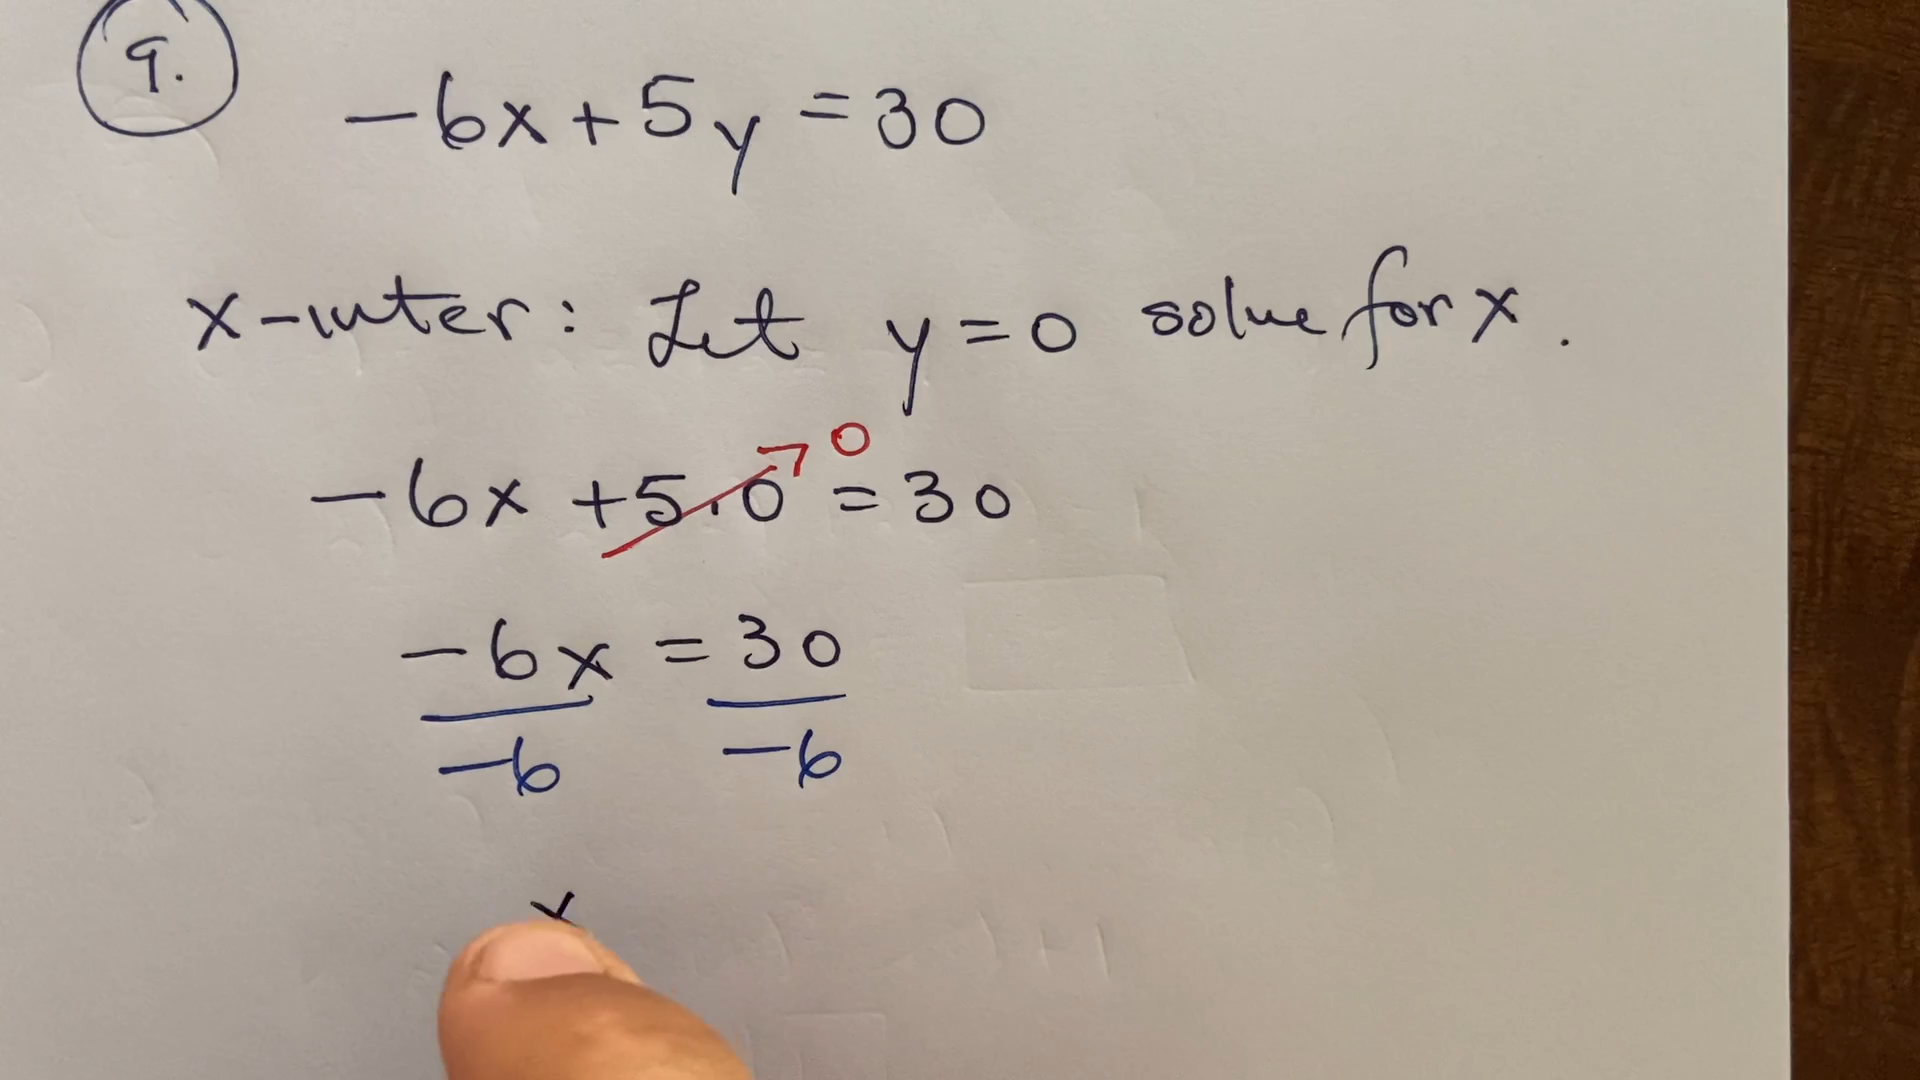 9.
-6x+5y=30
x-inter: Let y=0 solve for x.
-6x +5·0 = 30
0
-6x = 30
-6 -6
x